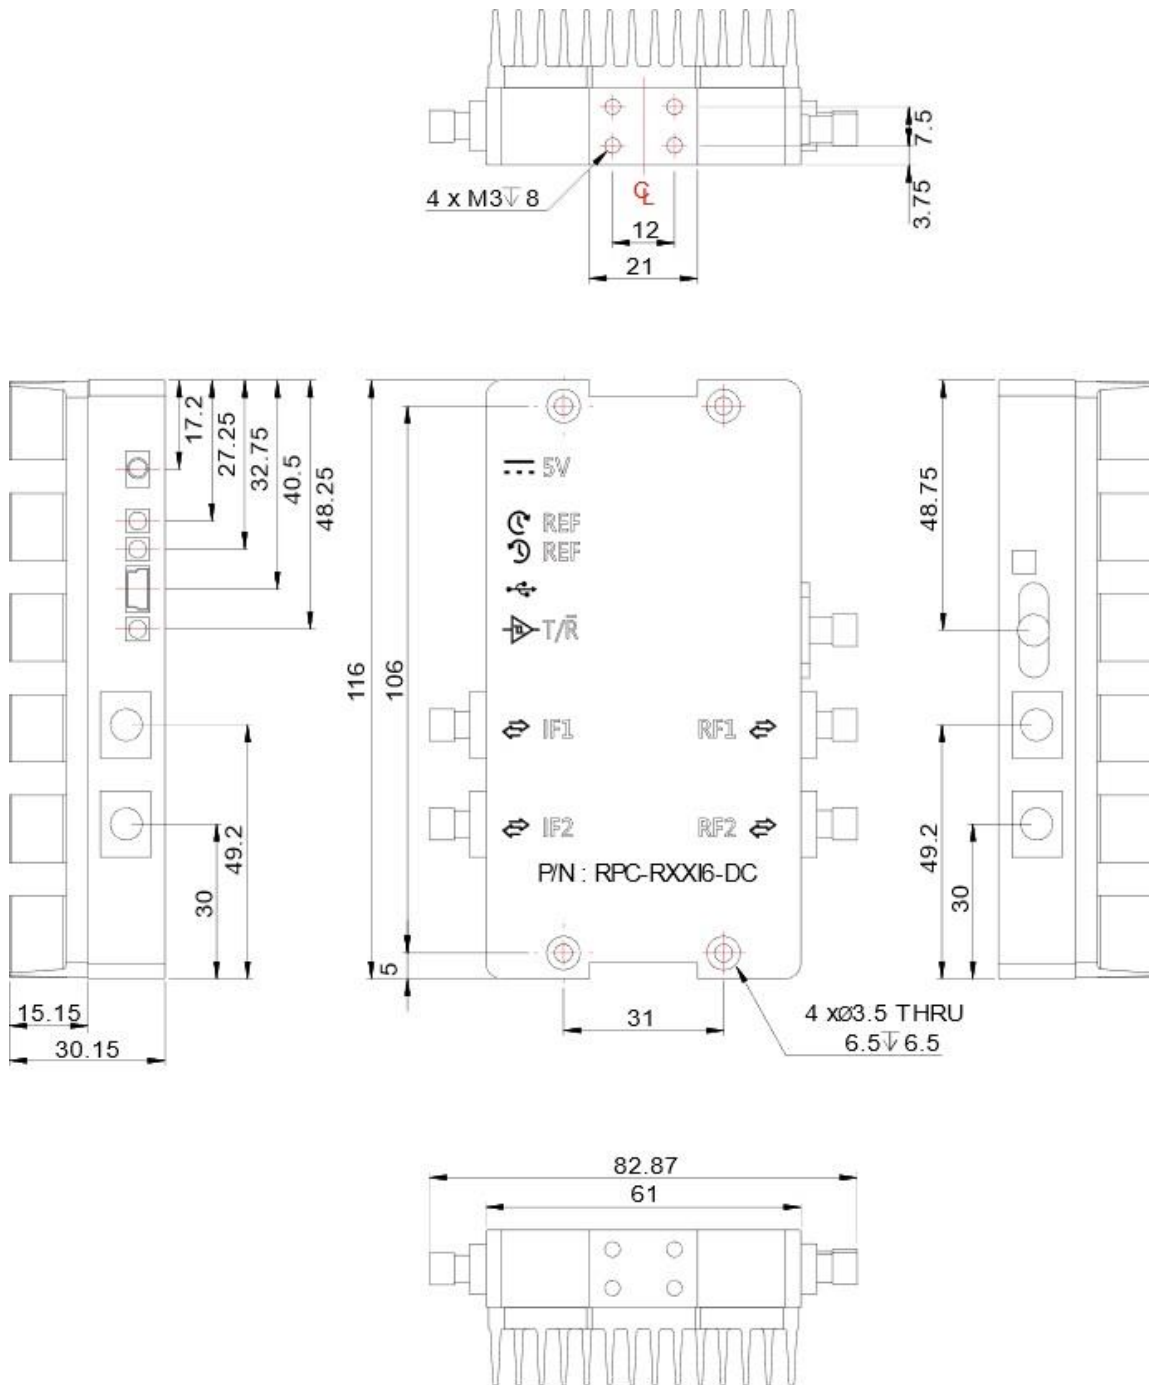 7.5
3.75
4 x M3↧ 8
℄
12
21
17.2
27.25
32.75
40.5
48.25
48.75
5V
REF
REF
T/R̄
116
106
IF1
RF1
49.2
49.2
IF2
RF2
30
30
P/N : RPC-RXXI6-DC
5
15.15
30.15
31
4 xø3.5 THRU
6.5↧ 6.5
82.87
61